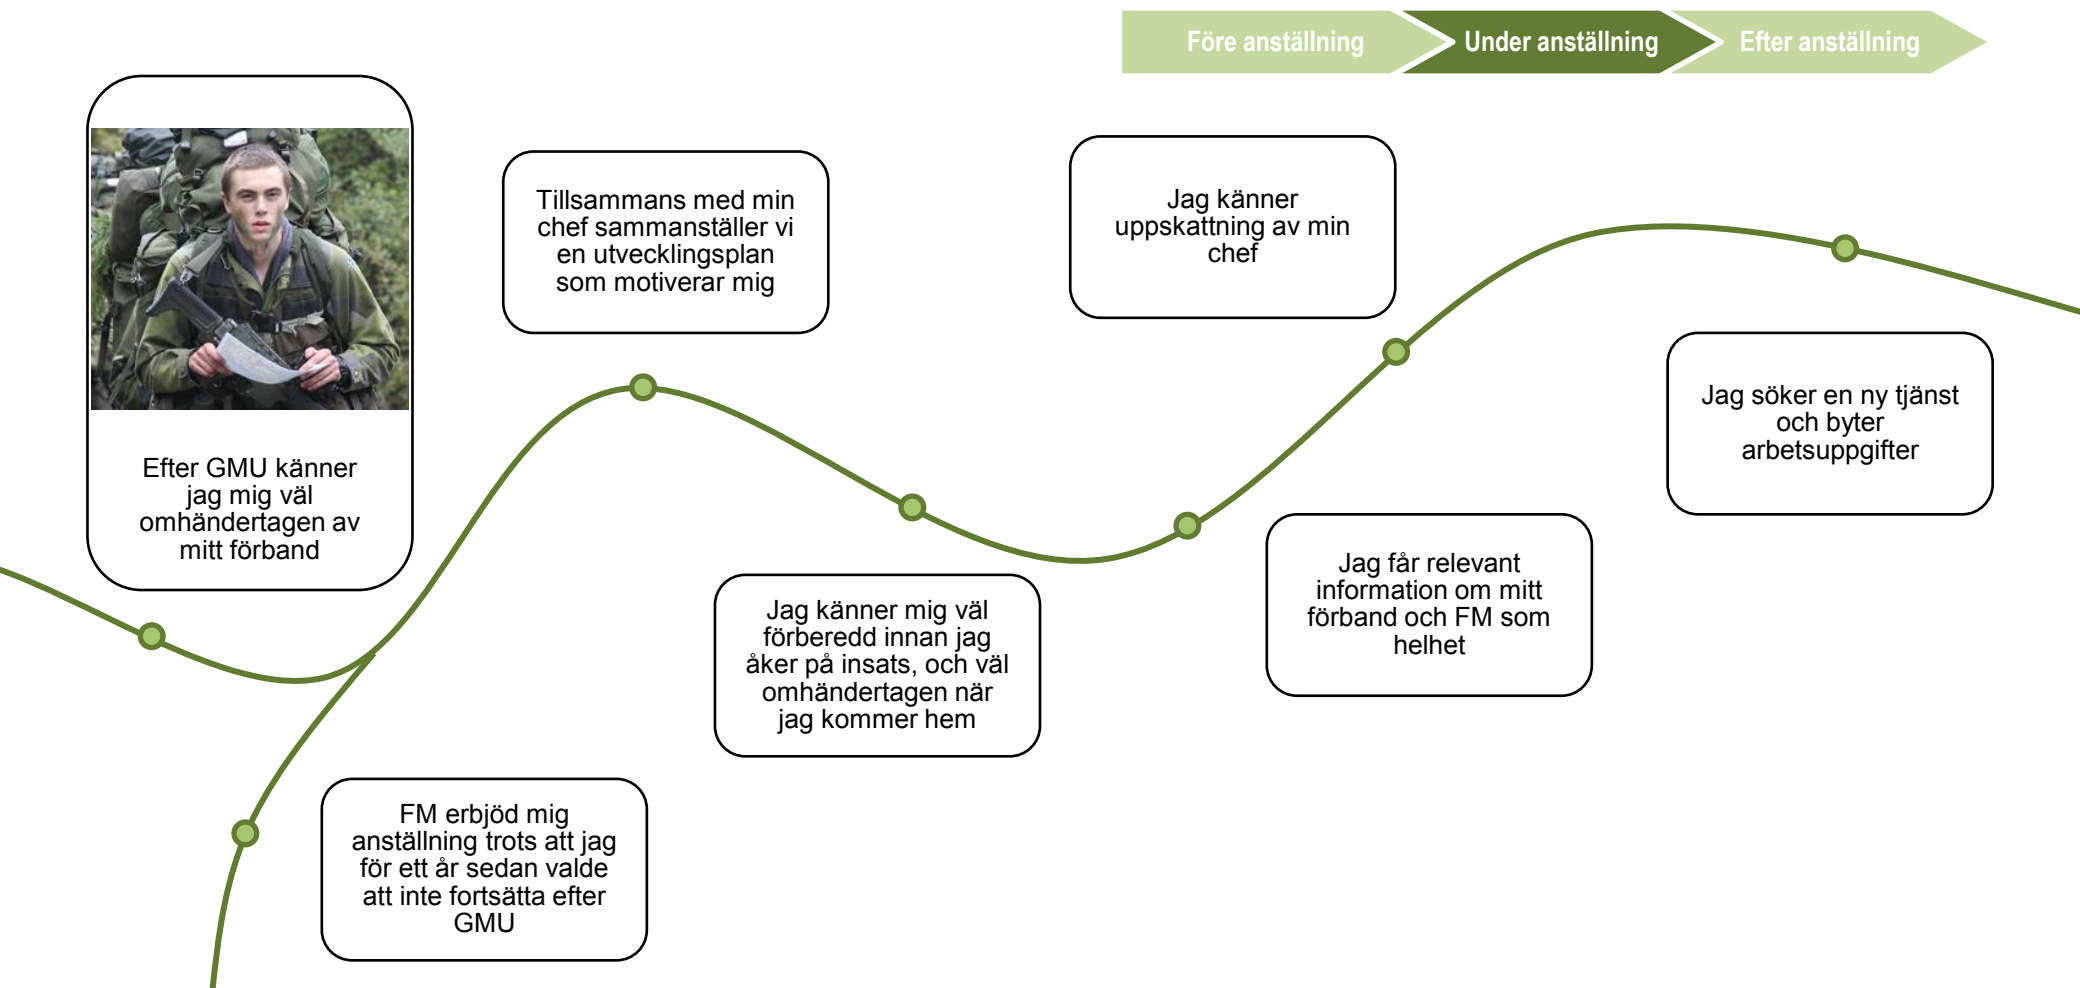 Före anställning
Under anställning
Efter anställning
Efter GMU känner
jag mig väl
omhändertagen av
mitt förband
Tillsammans med min
chef sammanställer vi
en utvecklingsplan
som motiverar mig
Jag känner
uppskattning av min
chef
Jag söker en ny tjänst
och byter
arbetsuppgifter
Jag känner mig väl
förberedd innan jag
åker på insats, och väl
omhändertagen när
jag kommer hem
Jag får relevant
information om mitt
förband och FM som
helhet
FM erbjöd mig
anställning trots att jag
för ett år sedan valde
att inte fortsätta efter
GMU